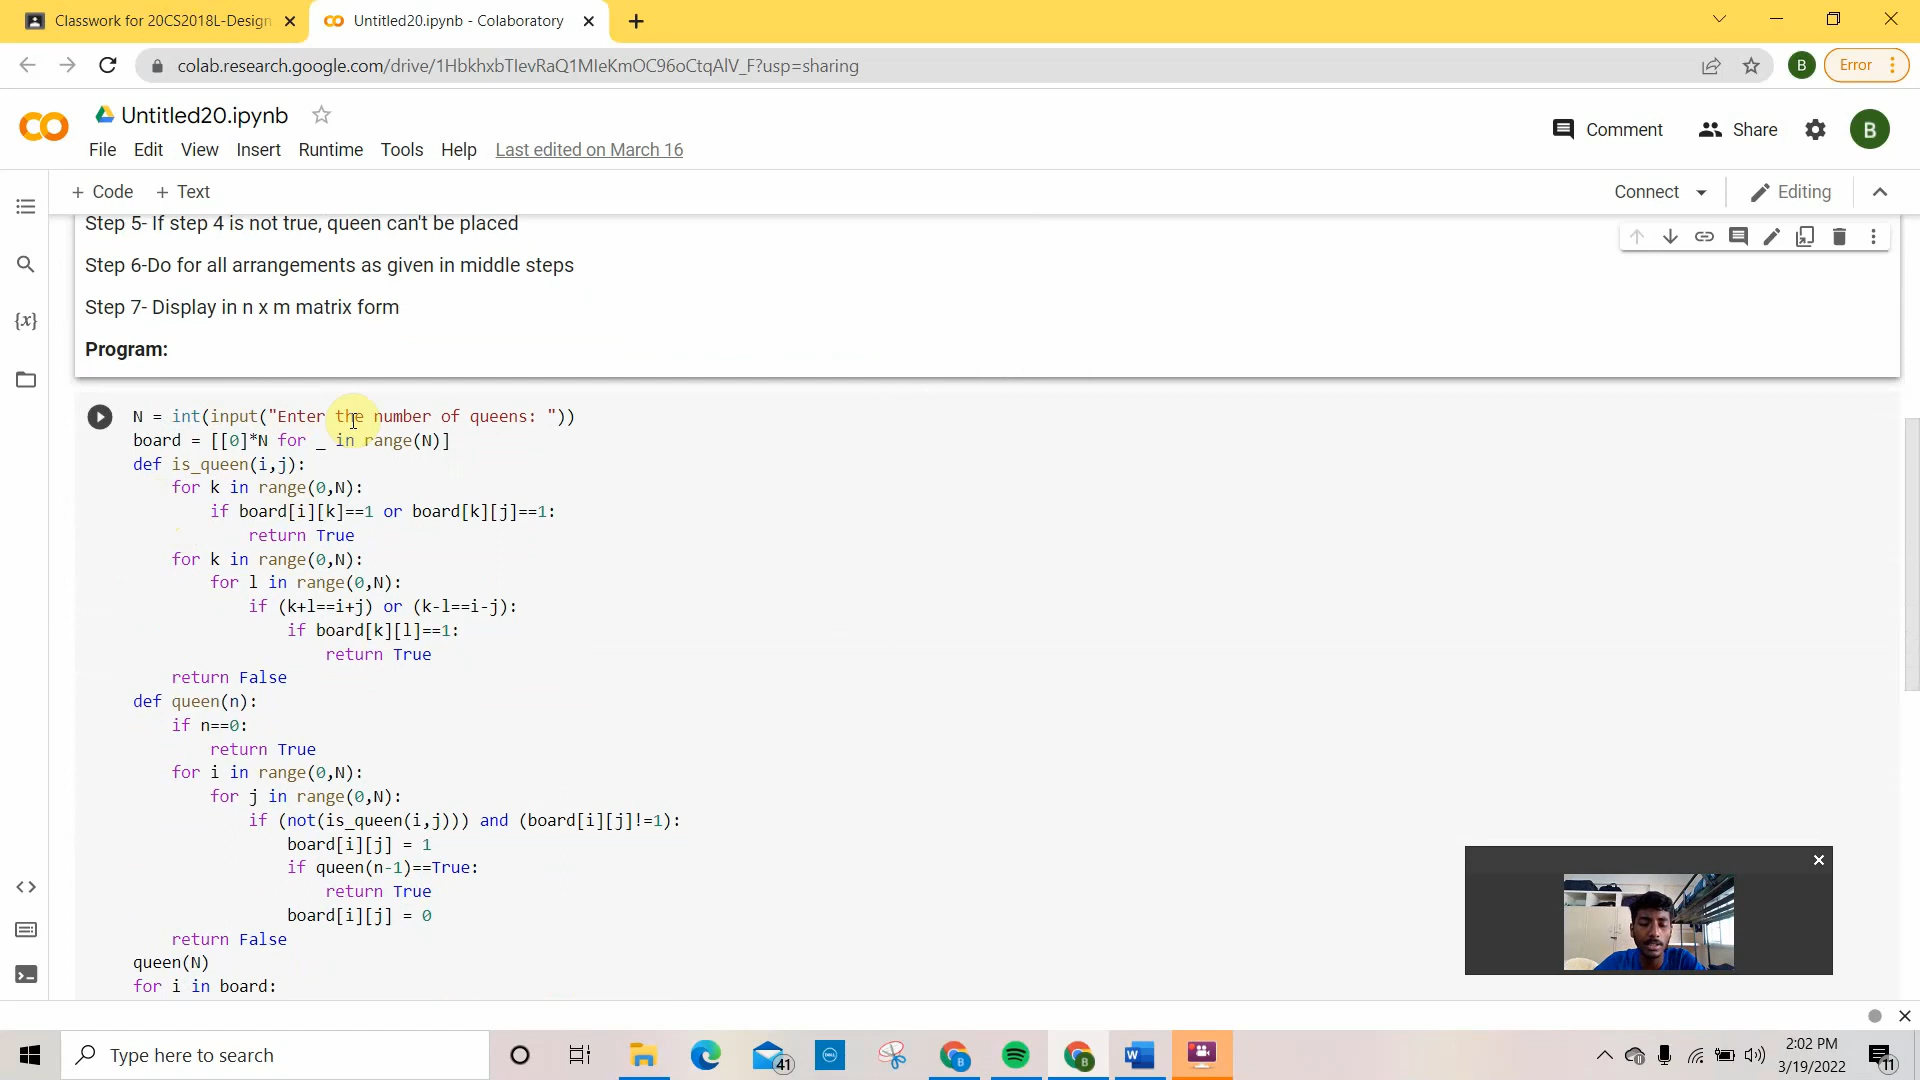 Classwork for 20CS2018L-Design
Untitled20.ipynb - Colaboratory
colab.research.google.com/drive/1HbkhxbTIevRaQ1MIeKmOC96oCtqAlV_F?usp=sharing
B
Error
Untitled20.ipynb
Comment
Share
B
File Edit View Insert Runtime Tools Help Last edited on March 16
+ Code + Text
Connect
Editing
Step 5- If step 4 is not true, queen can't be placed
Step 6-Do for all arrangements as given in middle steps
Step 7- Display in n x m matrix form
Program:
N = int(input("Enter the number of queens: "))
board = [[0]*N for _ in range(N)]
def is_queen(i,j):
for k in range(0,N):
if board[i][k]==1 or board[k][j]==1:
return True
for k in range(0,N):
for l in range(0,N):
if (k+l==i+j) or (k-l==i-j):
if board[k][l]==1:
return True
return False
def queen(n):
if n==0:
return True
for i in range(0,N):
for j in range(0,N):
if (not(is_queen(i,j))) and (board[i][j]!=1):
board[i][j] = 1
if queen(n-1)==True:
return True
board[i][j] = 0
return False
queen(N)
for i in board:
{x}
Type here to search
41
2:02 PM
3/19/2022
11